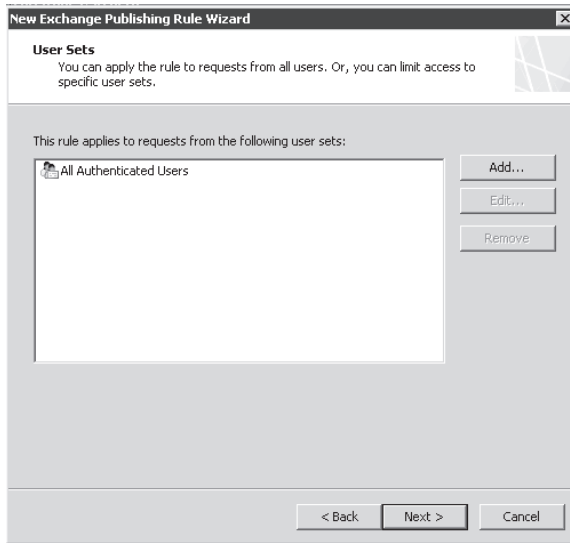 New Exchange Publishing Rule Wizard
User Sets
You can apply the rule to requests from all users. Or, you can limit access to
specific user sets.
This rule applies to requests from the following user sets:
All Authenticated Users
Add...
Edit...
Remove
< Back
Next >
Cancel